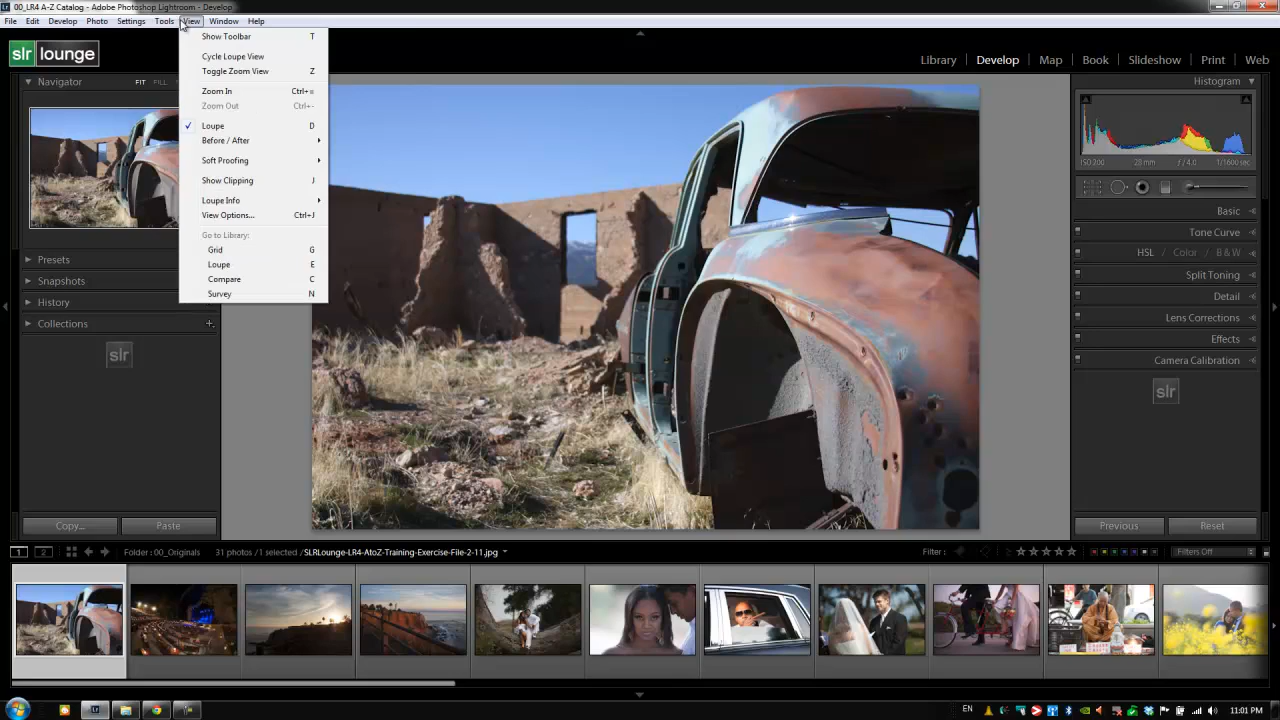 00_LR4 A-Z Catalog - Adobe Photoshop Lightroom - Develop
File Edit Develop Photo Settings Tools View Window Help
slr lounge
Library Develop Map Book Slideshow Print Web
Navigator FIT FILL
Show Toolbar T
Cycle Loupe View
Toggle Zoom View Z
Zoom In Ctrl+=
Zoom Out Ctrl+-
Loupe D
Before / After
Soft Proofing
Show Clipping J
Loupe Info
View Options... Ctrl+J
Go to Library:
Grid G
Loupe E
Compare C
Survey N
Presets
Snapshots
History
Collections
slr
Copy... Paste
Histogram
ISO 200 28 mm f / 4.0 1/1600 sec
Basic
Tone Curve
HSL / Color / B & W
Split Toning
Detail
Lens Corrections
Effects
Camera Calibration
slr
Previous Reset
1 2 Folder : 00_Originals 31 photos /1 selected /SLRLounge-LR4-AtoZ-Training-Exercise-File-2-11.jpg Filter : Filters Off
Lr EN 11:01 PM